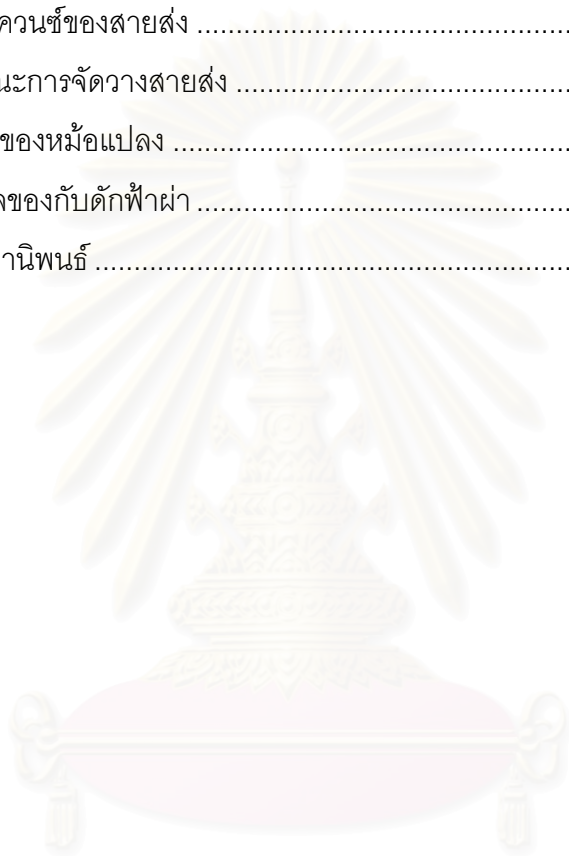 ควนซ์ของสายส่ง ................................................
นะการจัดวางสายส่ง ...........................................
ของหม้อแปลง ...................................................
ลของกับดักฟ้าผ่า ................................................
านิพนธ์ .............................................................